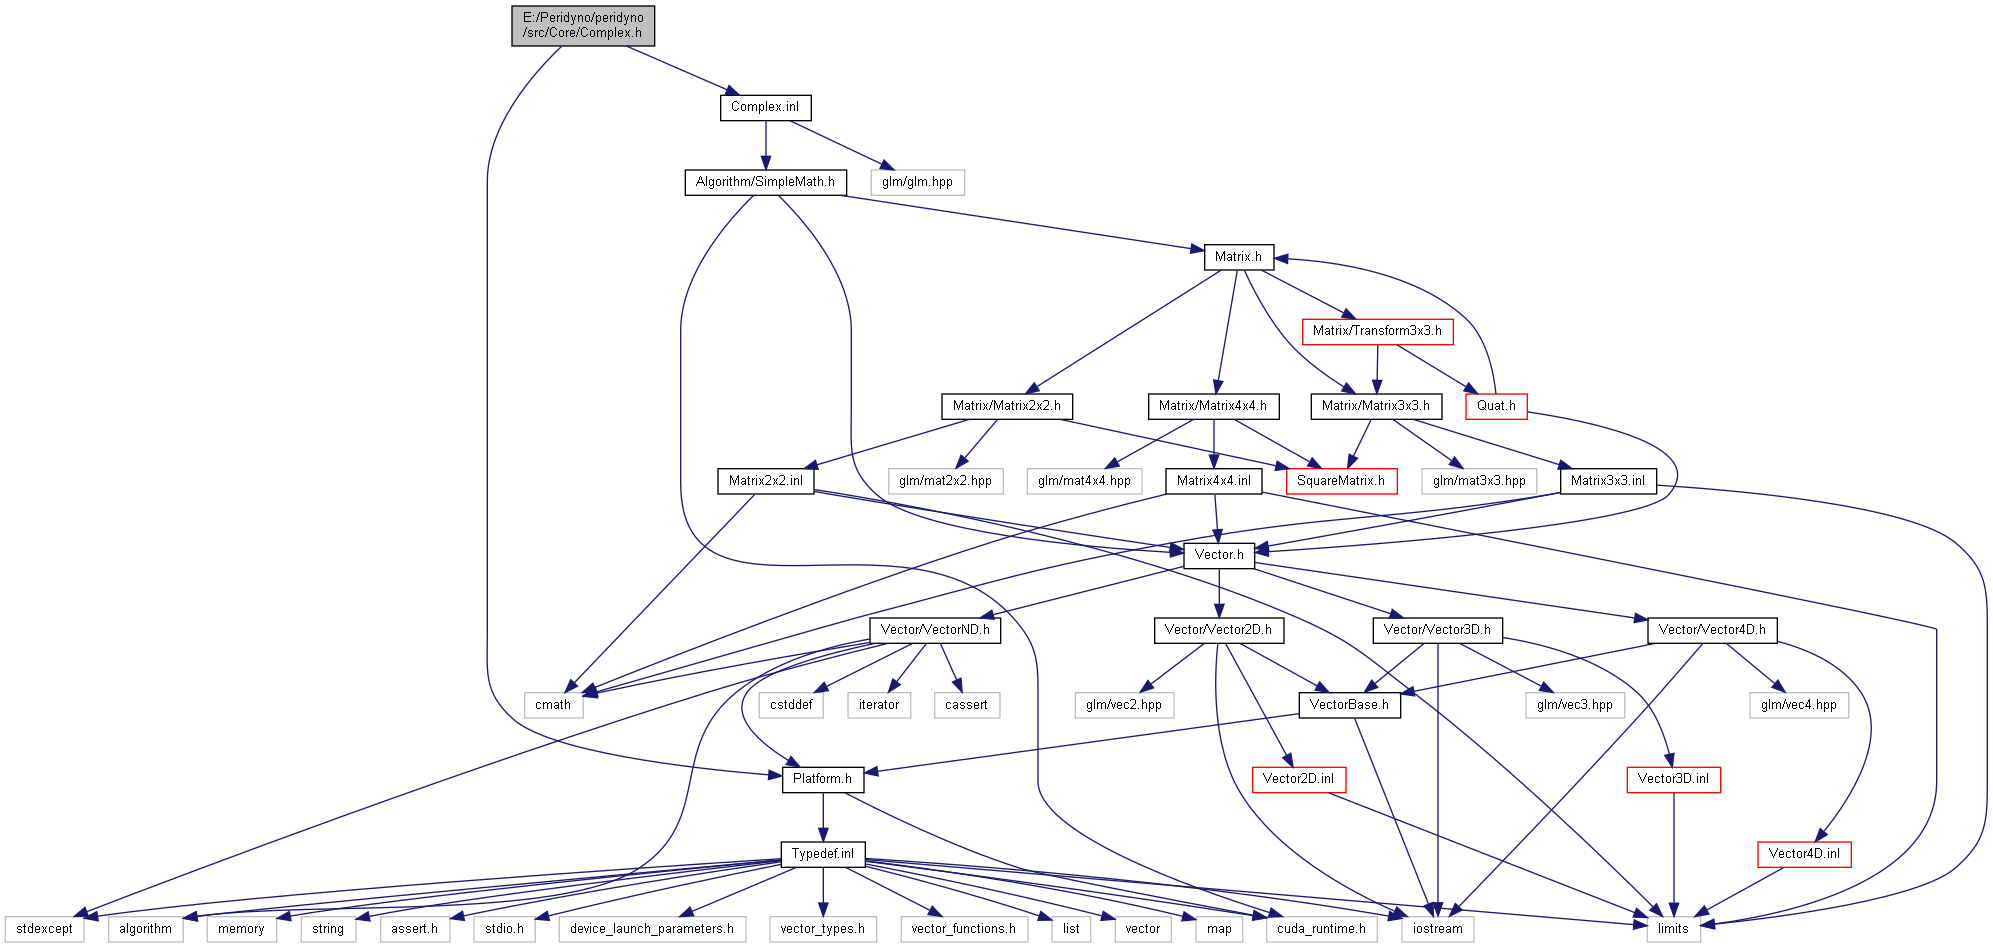 E:/Peridyno/peridyno
/src/Core/Complex.h
Complex.inl
Algorithm/SimpleMath.h
glm/glm.hpp
Matrix.h
Matrix/Transform3x3.h
Matrix/Matrix2x2.h
Matrix/Matrix4x4.h
Matrix/Matrix3x3.h
Quat.h
Matrix2x2.inl
glm/mat2x2.hpp
glm/mat4x4.hpp
Matrix4x4.inl
SquareMatrix.h
glm/mat3x3.hpp
Matrix3x3.inl
Vector.h
Vector/VectorND.h
Vector/Vector2D.h
Vector/Vector3D.h
Vector/Vector4D.h
cmath
cstddef
iterator
cassert
glm/vec2.hpp
VectorBase.h
glm/vec3.hpp
glm/vec4.hpp
Platform.h
Vector2D.inl
Vector3D.inl
Typedef.inl
Vector4D.inl
stdexcept
algorithm
memory
string
assert.h
stdio.h
device_launch_parameters.h
vector_types.h
vector_functions.h
list
vector
map
cuda_runtime.h
iostream
limits